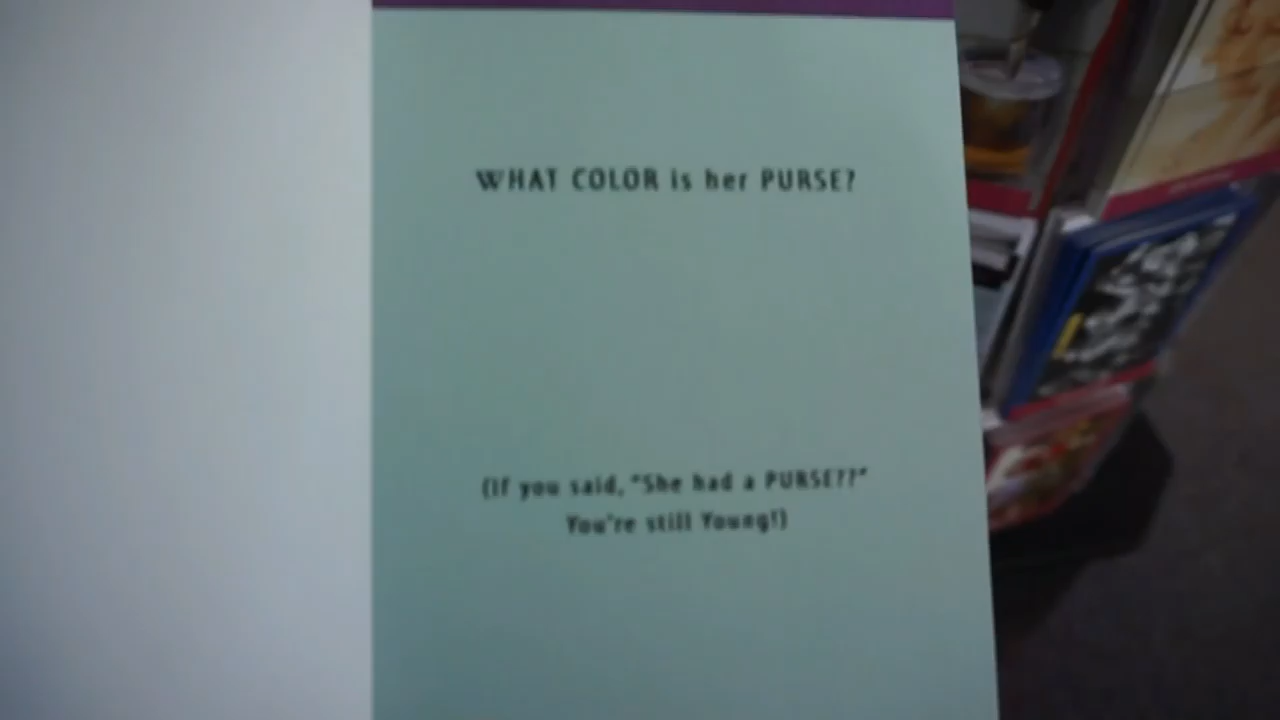 WHAT COLOR is her PURSE?
(If you said, "She had a PURSE??"
You're still Young!)